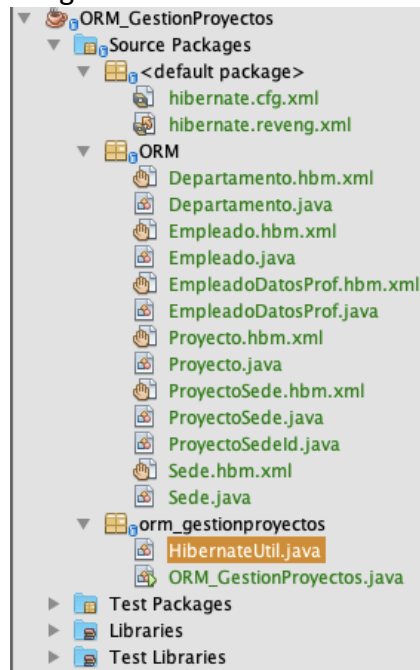 ORM_GestionProyectos
Source Packages
<default package>
hibernate.cfg.xml
hibernate.reveng.xml
ORM
Departamento.hbm.xml
Departamento.java
Empleado.hbm.xml
Empleado.java
EmpleadoDatosProf.hbm.xml
EmpleadoDatosProf.java
Proyecto.hbm.xml
Proyecto.java
ProyectoSede.hbm.xml
ProyectoSede.java
ProyectoSedeId.java
Sede.hbm.xml
Sede.java
orm_gestionproyectos
HibernateUtil.java
ORM_GestionProyectos.java
Test Packages
Libraries
Test Libraries